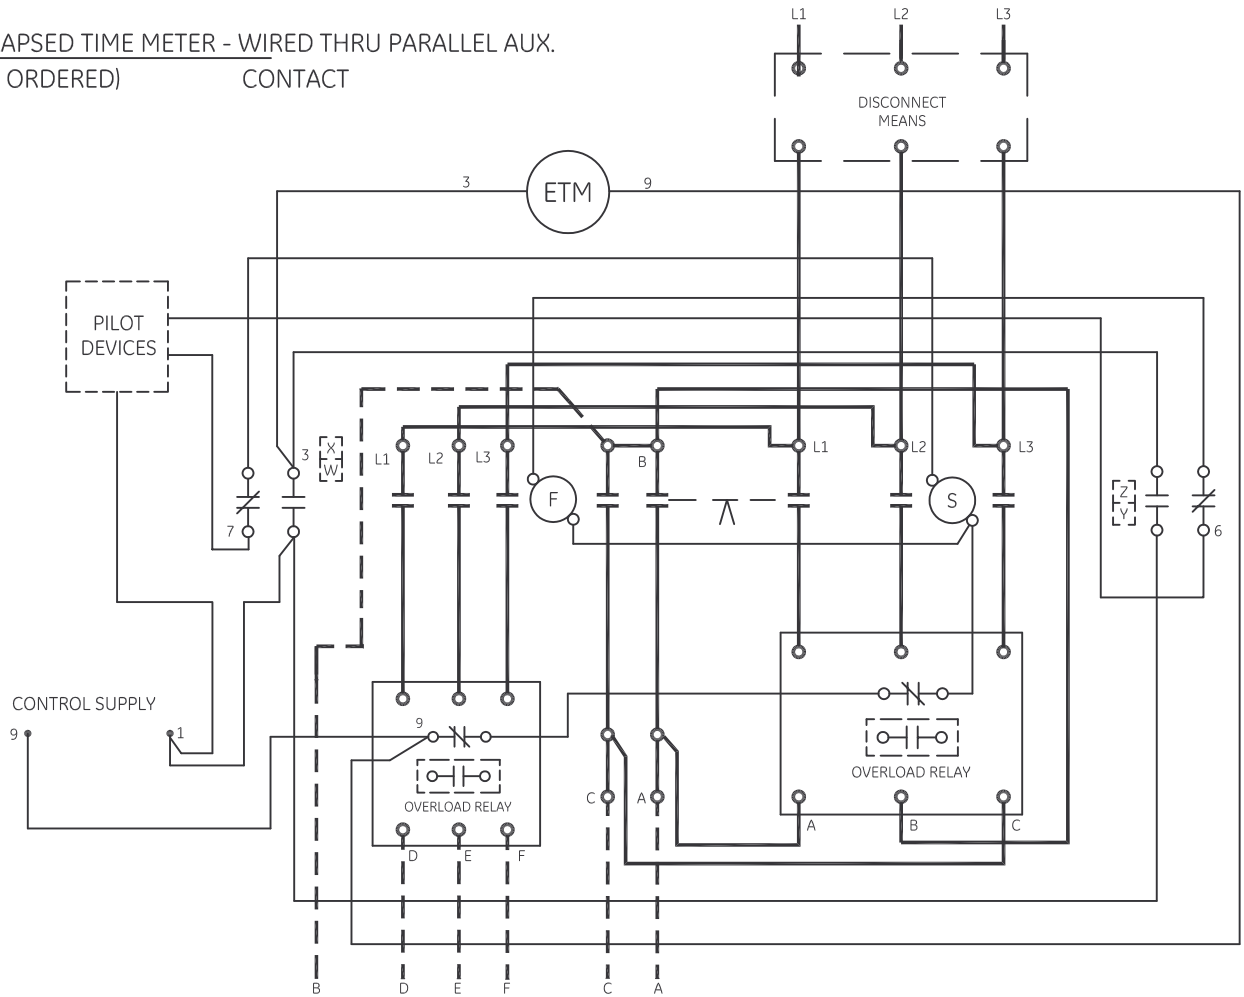 L1 L2 L3
APSED TIME METER - WIRED THRU PARALLEL AUX.
ORDERED) CONTACT
DISCONNECT
MEANS
3 ETM 9
PILOT
DEVICES
L1 L2 L3 B L1 L2 L3
3 X
W
F S
Z
Y
7 6
CONTROL SUPPLY
9 1
9
OVERLOAD RELAY
C A
OVERLOAD RELAY
A B C
D E F
B D E F C A